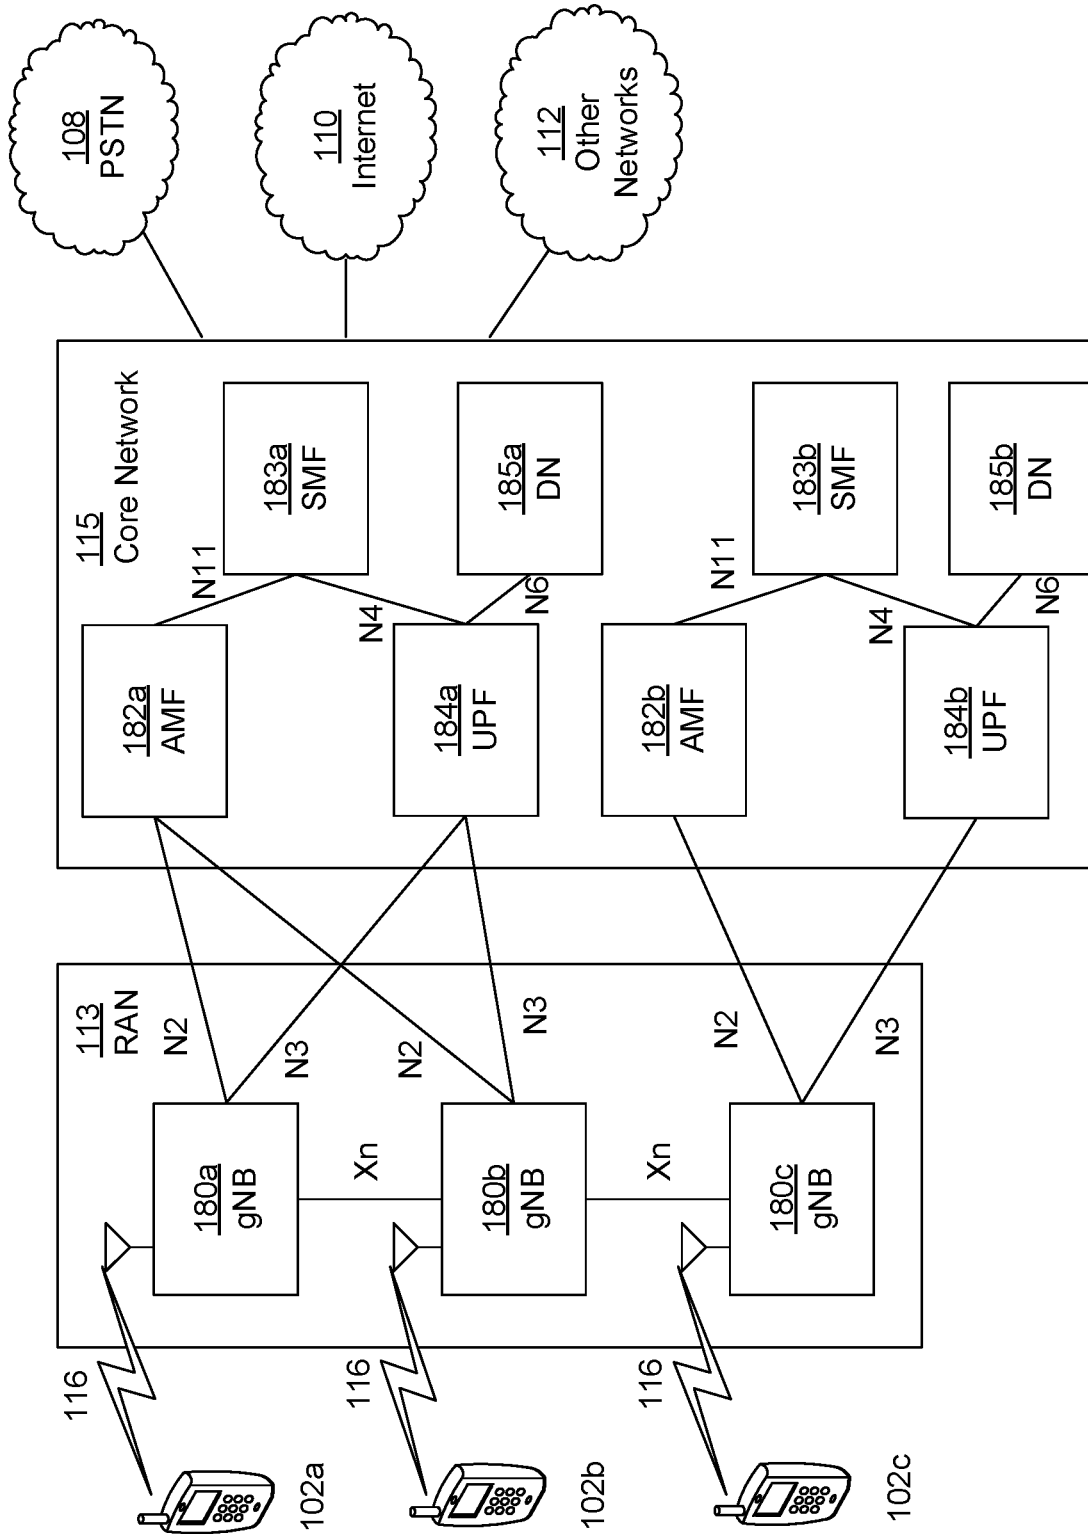 108
PSTN
110
Internet
112
Other
Networks
115
Core Network
183a
SMF
185a
DN
183b
SMF
185b
DN
N11
N4
N6
N11
N4
N6
182a
AMF
184a
UPF
182b
AMF
184b
UPF
113
RAN
N2
N3
N2
N3
N2
N3
180a
gNB
Xn
180b
gNB
Xn
180c
gNB
116
116
116
102a
102b
102c